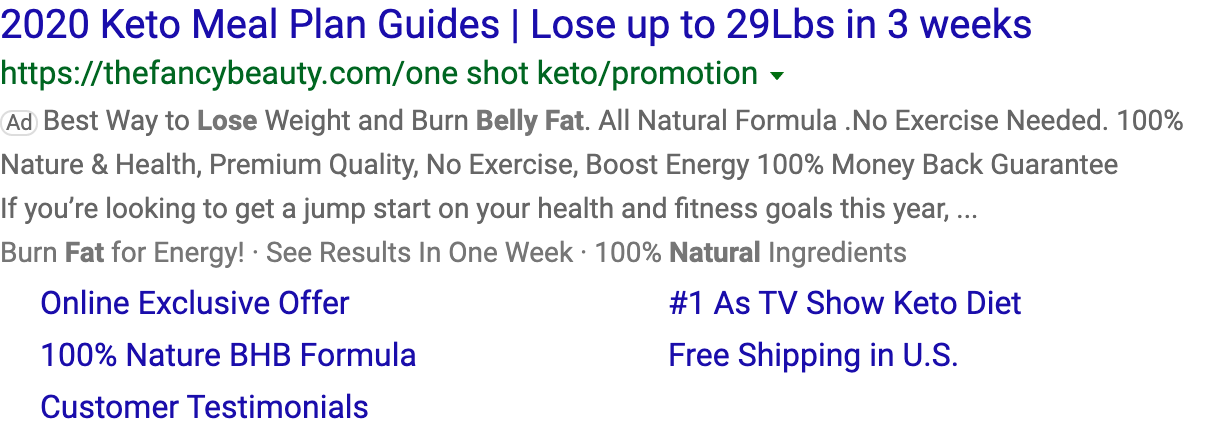 2020 Keto Meal Plan Guides | Lose up to 29Lbs in 3 weeks
https://thefancybeauty.com/one shot keto/promotion
Ad Best Way to Lose Weight and Burn Belly Fat. All Natural Formula .No Exercise Needed. 100%
Nature & Health, Premium Quality, No Exercise, Boost Energy 100% Money Back Guarantee
If you’re looking to get a jump start on your health and fitness goals this year, ...
Burn Fat for Energy! · See Results In One Week · 100% Natural Ingredients
Online Exclusive Offer
#1 As TV Show Keto Diet
100% Nature BHB Formula
Free Shipping in U.S.
Customer Testimonials